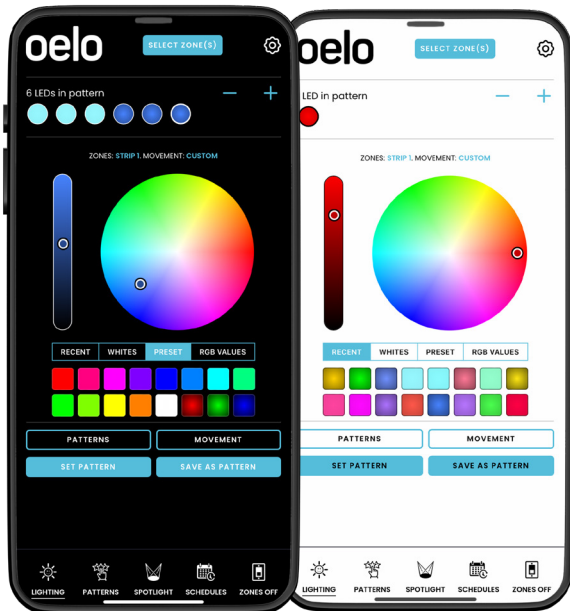 oelo
SELECT ZONE(S)
6 LEDs in pattern
ZONES: STRIP 1, MOVEMENT: CUSTOM
RECENT WHITES PRESET RGB VALUES
PATTERNS MOVEMENT
SET PATTERN SAVE AS PATTERN
LIGHTING PATTERNS SPOTLIGHT SCHEDULES ZONES OFF
oelo
SELECT ZONE(S)
LED in pattern
ZONES: STRIP 1, MOVEMENT: CUSTOM
RECENT WHITES PRESET RGB VALUES
PATTERNS MOVEMENT
SET PATTERN SAVE AS PATTERN
LIGHTING PATTERNS SPOTLIGHT SCHEDULES ZONES OFF